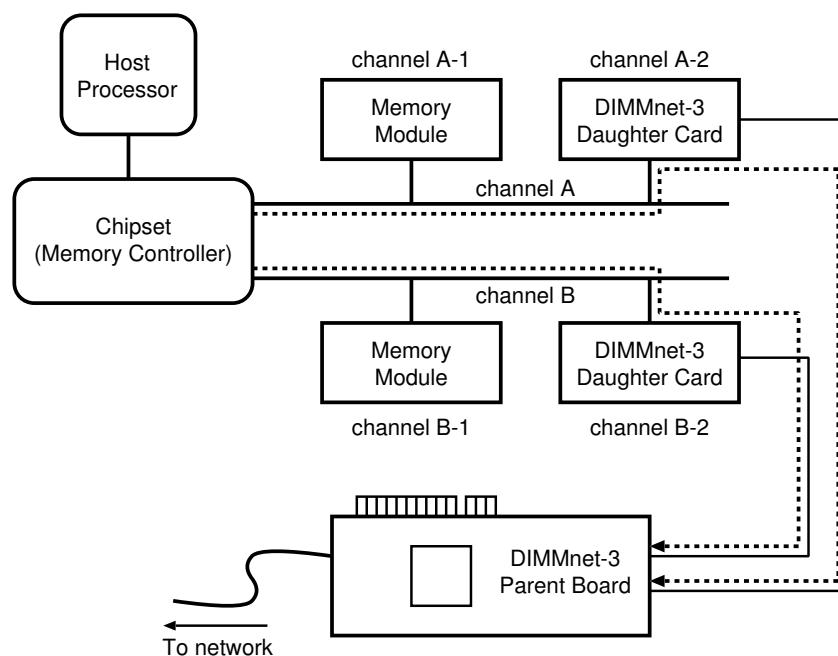 Host
Processor
channel A-1
channel A-2
Memory
Module
DIMMnet-3
Daughter Card
channel A
Chipset
(Memory Controller)
channel B
Memory
Module
DIMMnet-3
Daughter Card
channel B-1
channel B-2
DIMMnet-3
Parent Board
To network